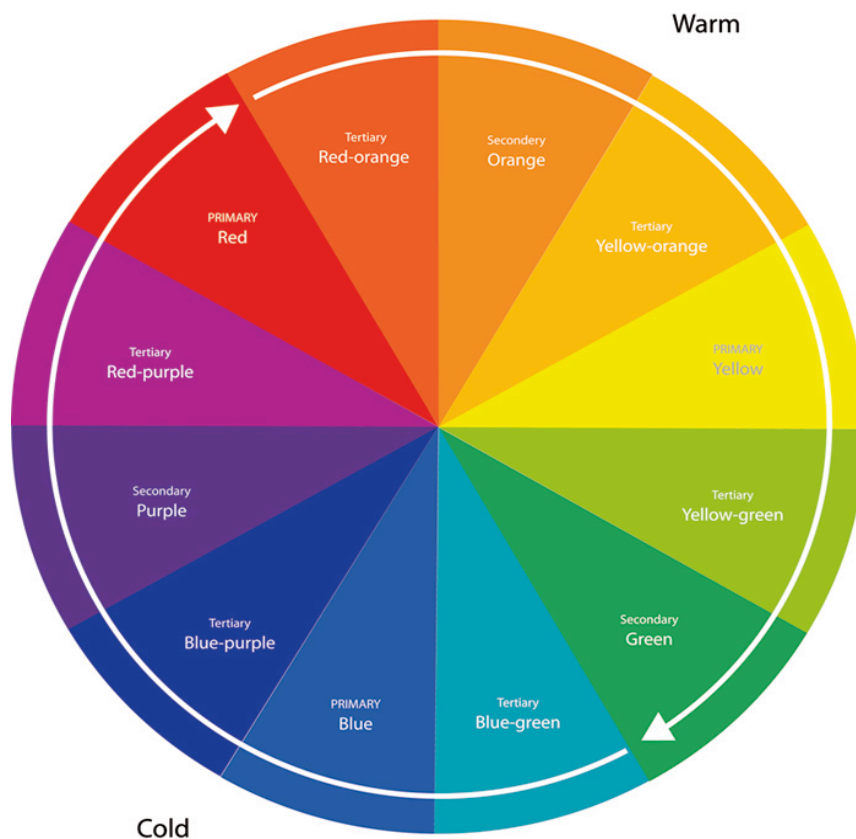 Warm
Tertiary
Red-orange
Secondery
Orange
Tertiary
Yellow-orange
PRIMARY
Yellow
Tertiary
Yellow-green
Secondary
Green
Tertiary
Blue-green
PRIMARY
Blue
Tertiary
Blue-purple
Secondary
Purple
Tertiary
Red-purple
PRIMARY
Red
Cold